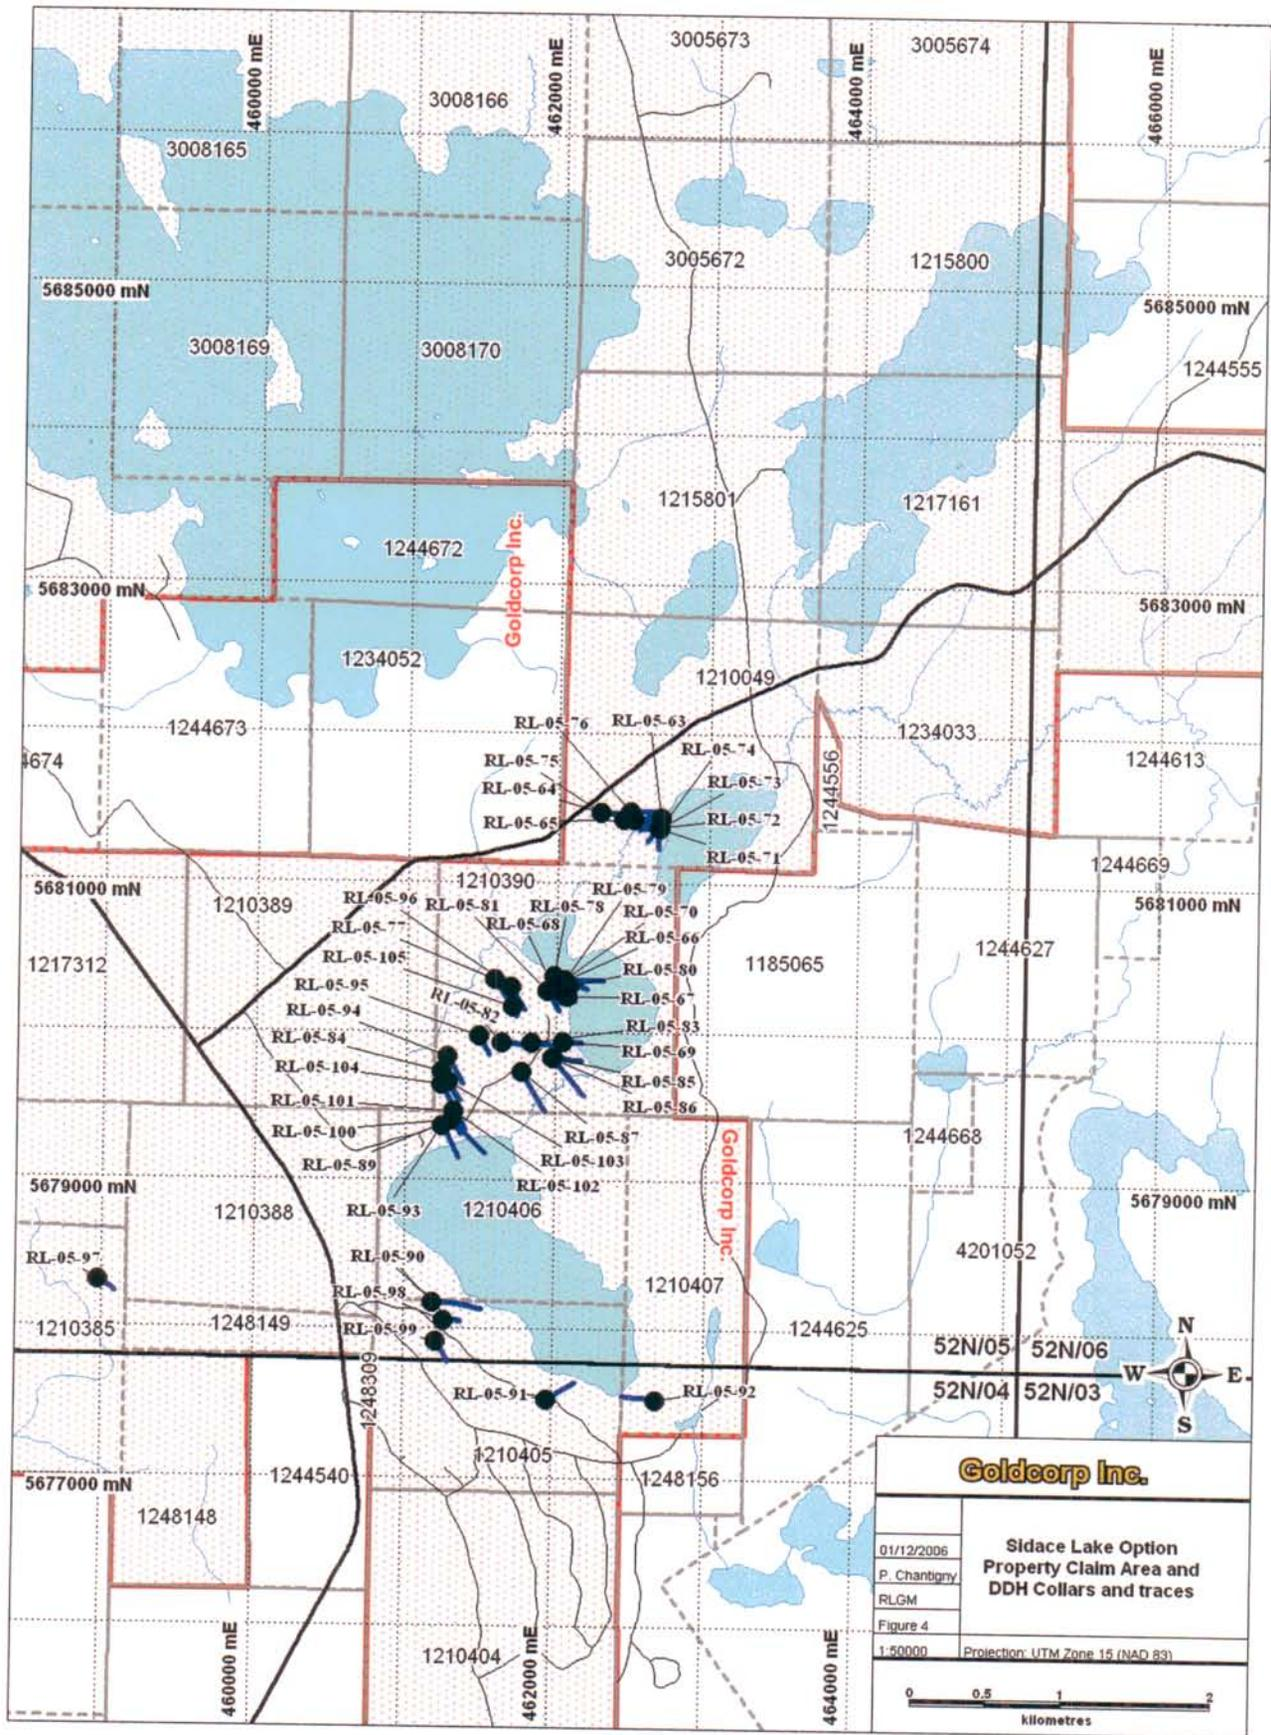 3005673
3005674
460000 mE
462000 mE
464000 mE
466000 mE
3008166
3008165
3005672
1215800
5685000 mN
5685000 mN
3008169
3008170
1244555
1215801
1217161
1244672
Goldcorp Inc.
5683000 mN
5683000 mN
1234052
1210049
1244673
1234033
RL-05-76
RL-05-63
RL-05-74
4674
RL-05-75
1244556
1244613
RL-05-64
RL-05-73
RL-05-65
RL-05-72
RL-05-71
1244669
5681000 mN
1210390
5681000 mN
1210389
RL-05-96
RL-05-81
RL-05-79
RL-05-78
RL-05-70
RL-05-77
RL-05-68
RL-05-66
1244627
1217312
RL-05-105
1185065
RL-05-80
RL-05-95
RL-05-82
RL-05-67
RL-05-94
RL-05-83
RL-05-84
RL-05-69
RL-05-104
RL-05-85
RL-05-101
RL-05-86
RL-05-100
RL-05-87
1244668
RL-05-89
RL-05-103
RL-05-102
Goldcorp Inc.
5679000 mN
5679000 mN
1210388
RL-05-93
1210406
RL-05-97
RL-05-90
4201052
RL-05-98
1210407
1210385
1248149
RL-05-99
1244625
52N/05
52N/06
N
W
E
S
52N/04
52N/03
1248309
RL-05-91
RL-05-92
1210405
5677000 mN
1244540
1248156
1248148
1210404
460000 mE
462000 mE
464000 mE
Goldcorp Inc.
01/12/2006
P. Chantigny
RLGM
Figure 4
1:50000
Sidace Lake Option
Property Claim Area and
DDH Collars and traces
Projection: UTM Zone 15 (NAD 83)
0 0.5 1 2
kilometres